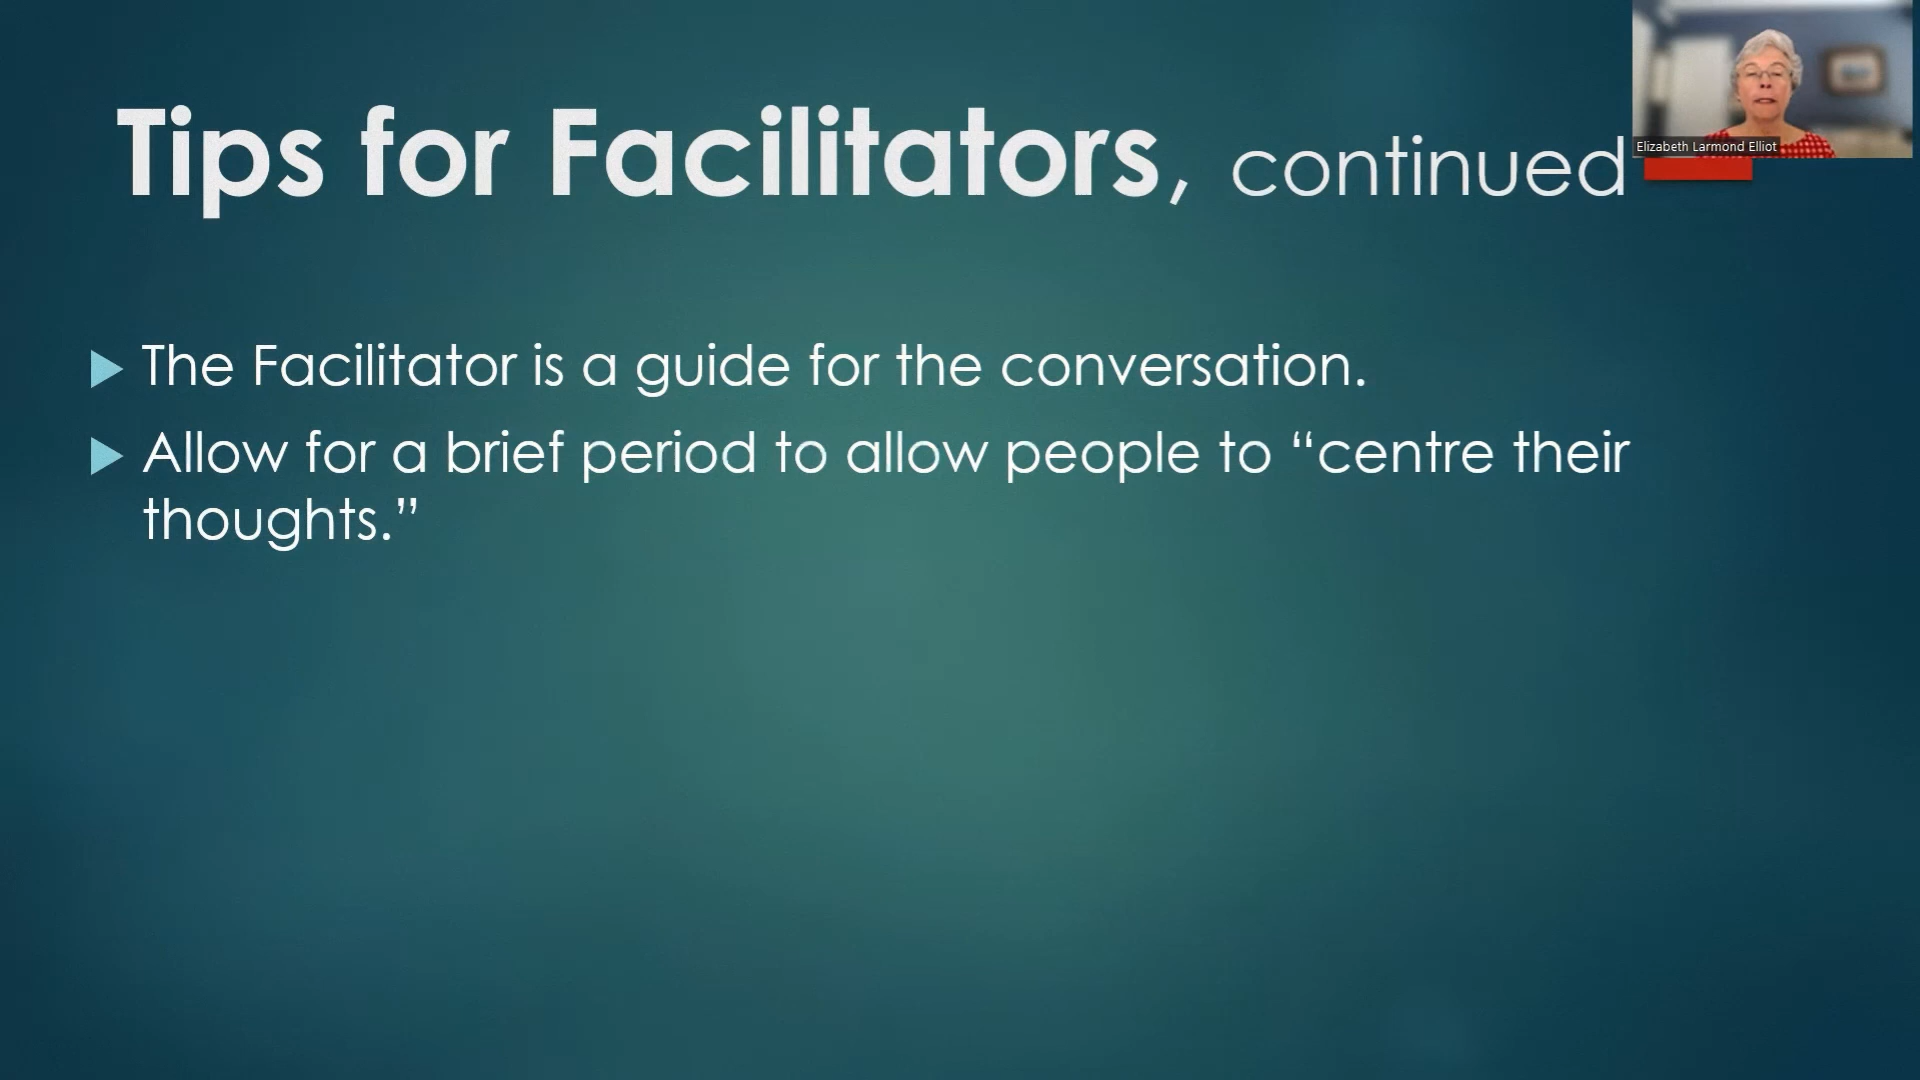 Tips for Facilitators, continued
Elizabeth Larmond Elliot
The Facilitator is a guide for the conversation.
Allow for a brief period to allow people to “centre their
thoughts.”